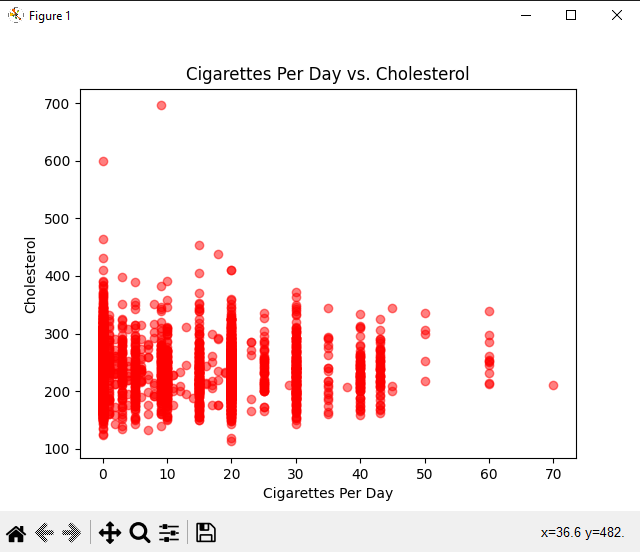 Figure 1
Cigarettes Per Day vs. Cholesterol
700
600
500
400
300
200
100
Cholesterol
0 10 20 30 40 50 60 70
Cigarettes Per Day
x=36.6 y=482.